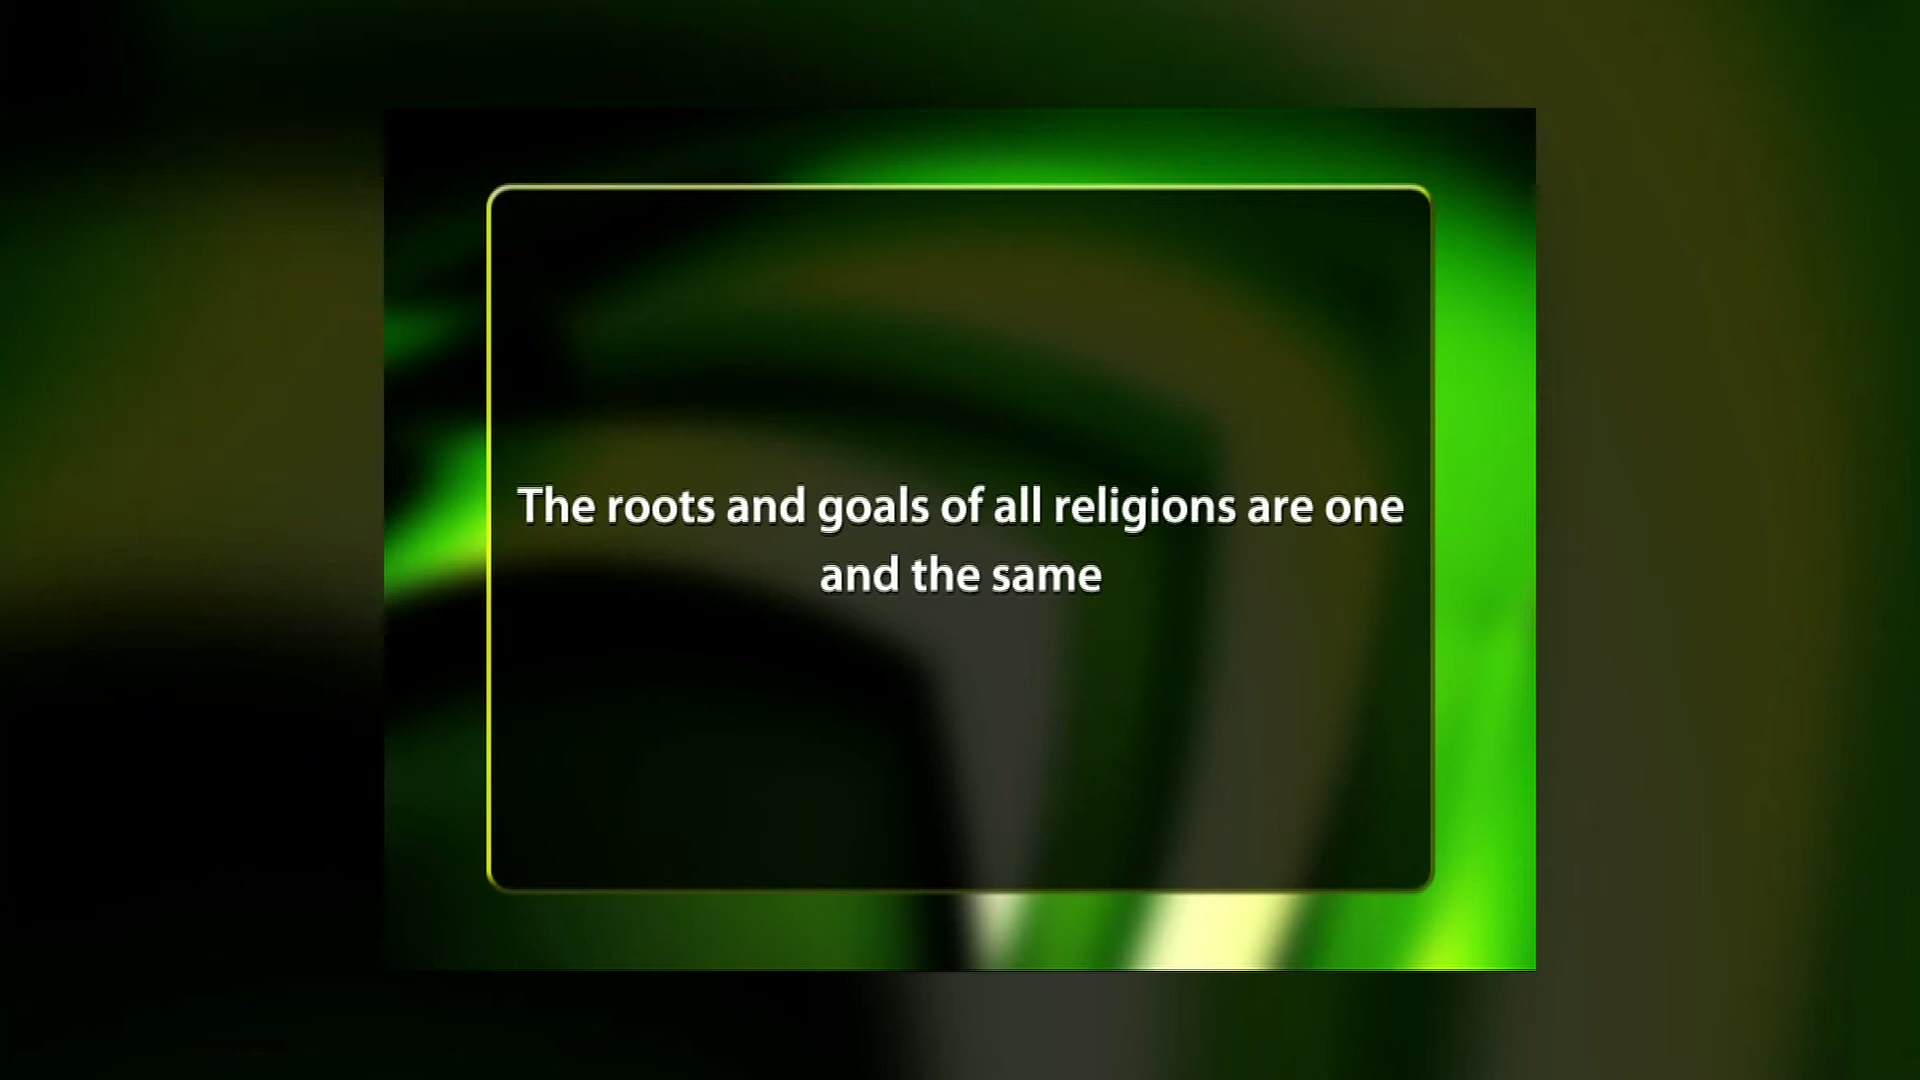 The roots and goals of all religions are one
and the same